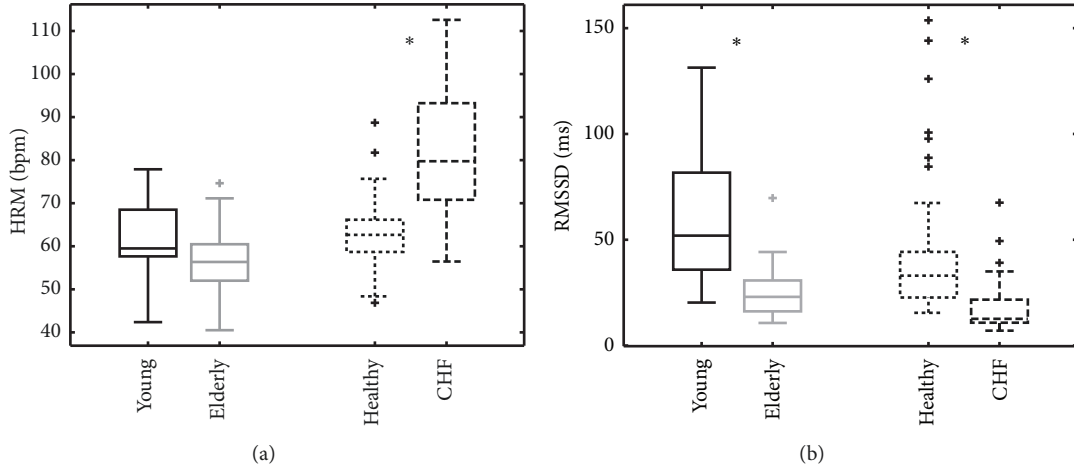 110
100
90
80
70
60
50
40
HRM (bpm)
*
Young
Elderly
Healthy
CHF
(a)
150
100
50
0
RMSSD (ms)
*
*
Young
Elderly
Healthy
CHF
(b)